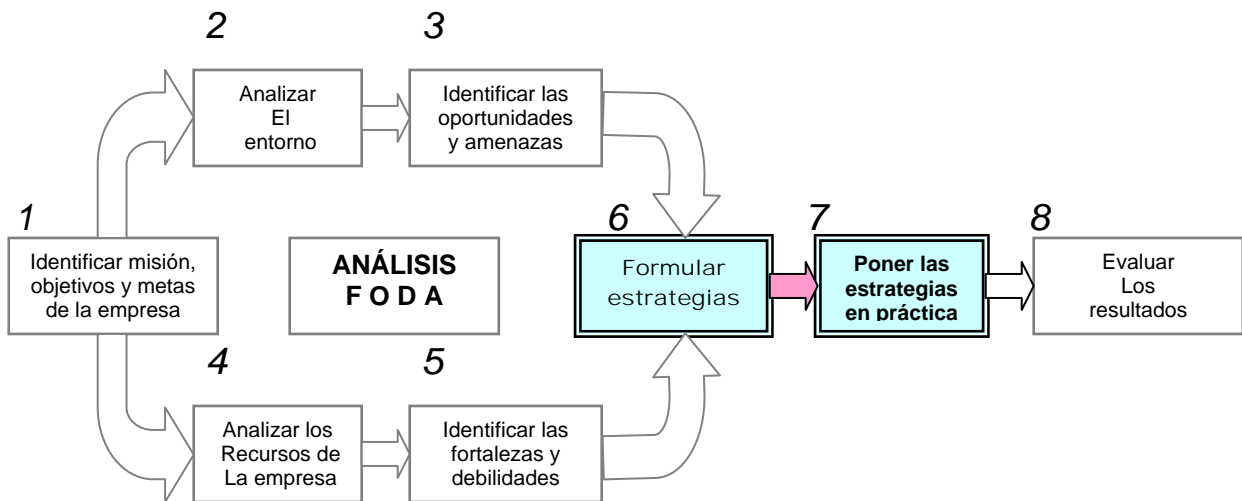 1
Identificar misión,
objetivos y metas
de la empresa
2
Analizar
El
entorno
3
Identificar las
oportunidades
y amenazas
ANÁLISIS
F O D A
4
Analizar los
Recursos de
La empresa
5
Identificar las
fortalezas y
debilidades
6
Formular
estrategias
7
Poner las
estrategias
en práctica
8
Evaluar
Los
resultados